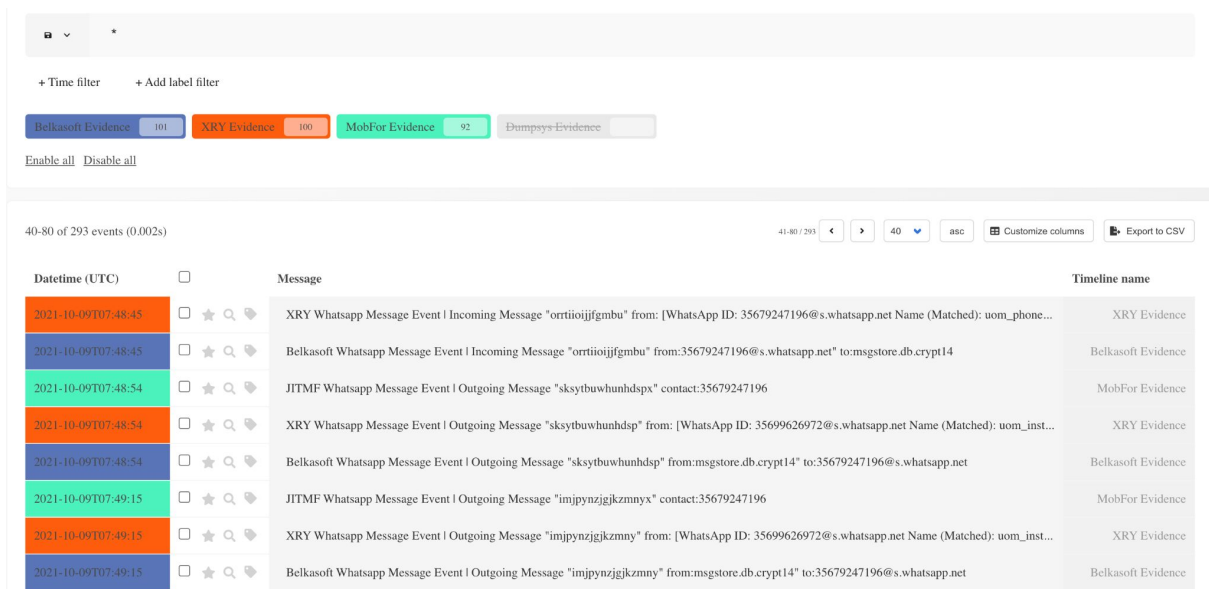 *
+ Time filter + Add label filter
Belkasoft Evidence 101 XRY Evidence 100 MobFor Evidence 92 Dumpsys Evidence
Enable all Disable all
40-80 of 293 events (0.002s) 41-80 / 293 40 asc Customize columns Export to CSV
Datetime (UTC) Message Timeline name
2021-10-09T07:48:45 XRY Whatsapp Message Event | Incoming Message "orrtiioijjfgmbu" from: [WhatsApp ID: 35679247196@s.whatsapp.net Name (Matched): uom_phone... XRY Evidence
2021-10-09T07:48:45 Belkasoft Whatsapp Message Event | Incoming Message "orrtiioijjfgmbu" from:35679247196@s.whatsapp.net" to:msgstore.db.crypt14 Belkasoft Evidence
2021-10-09T07:48:54 JITMF Whatsapp Message Event | Outgoing Message "sksytbuwhunhdspx" contact:35679247196 MobFor Evidence
2021-10-09T07:48:54 XRY Whatsapp Message Event | Outgoing Message "sksytbuwhunhdsp" from: [WhatsApp ID: 35699626972@s.whatsapp.net Name (Matched): uom_inst... XRY Evidence
2021-10-09T07:48:54 Belkasoft Whatsapp Message Event | Outgoing Message "sksytbuwhunhdsp" from:msgstore.db.crypt14" to:35679247196@s.whatsapp.net Belkasoft Evidence
2021-10-09T07:49:15 JITMF Whatsapp Message Event | Outgoing Message "imjpynzjgjkzmnyx" contact:35679247196 MobFor Evidence
2021-10-09T07:49:15 XRY Whatsapp Message Event | Outgoing Message "imjpynzjgjkzmny" from: [WhatsApp ID: 35699626972@s.whatsapp.net Name (Matched): uom_inst... XRY Evidence
2021-10-09T07:49:15 Belkasoft Whatsapp Message Event | Outgoing Message "imjpynzjgjkzmny" from:msgstore.db.crypt14" to:35679247196@s.whatsapp.net Belkasoft Evidence